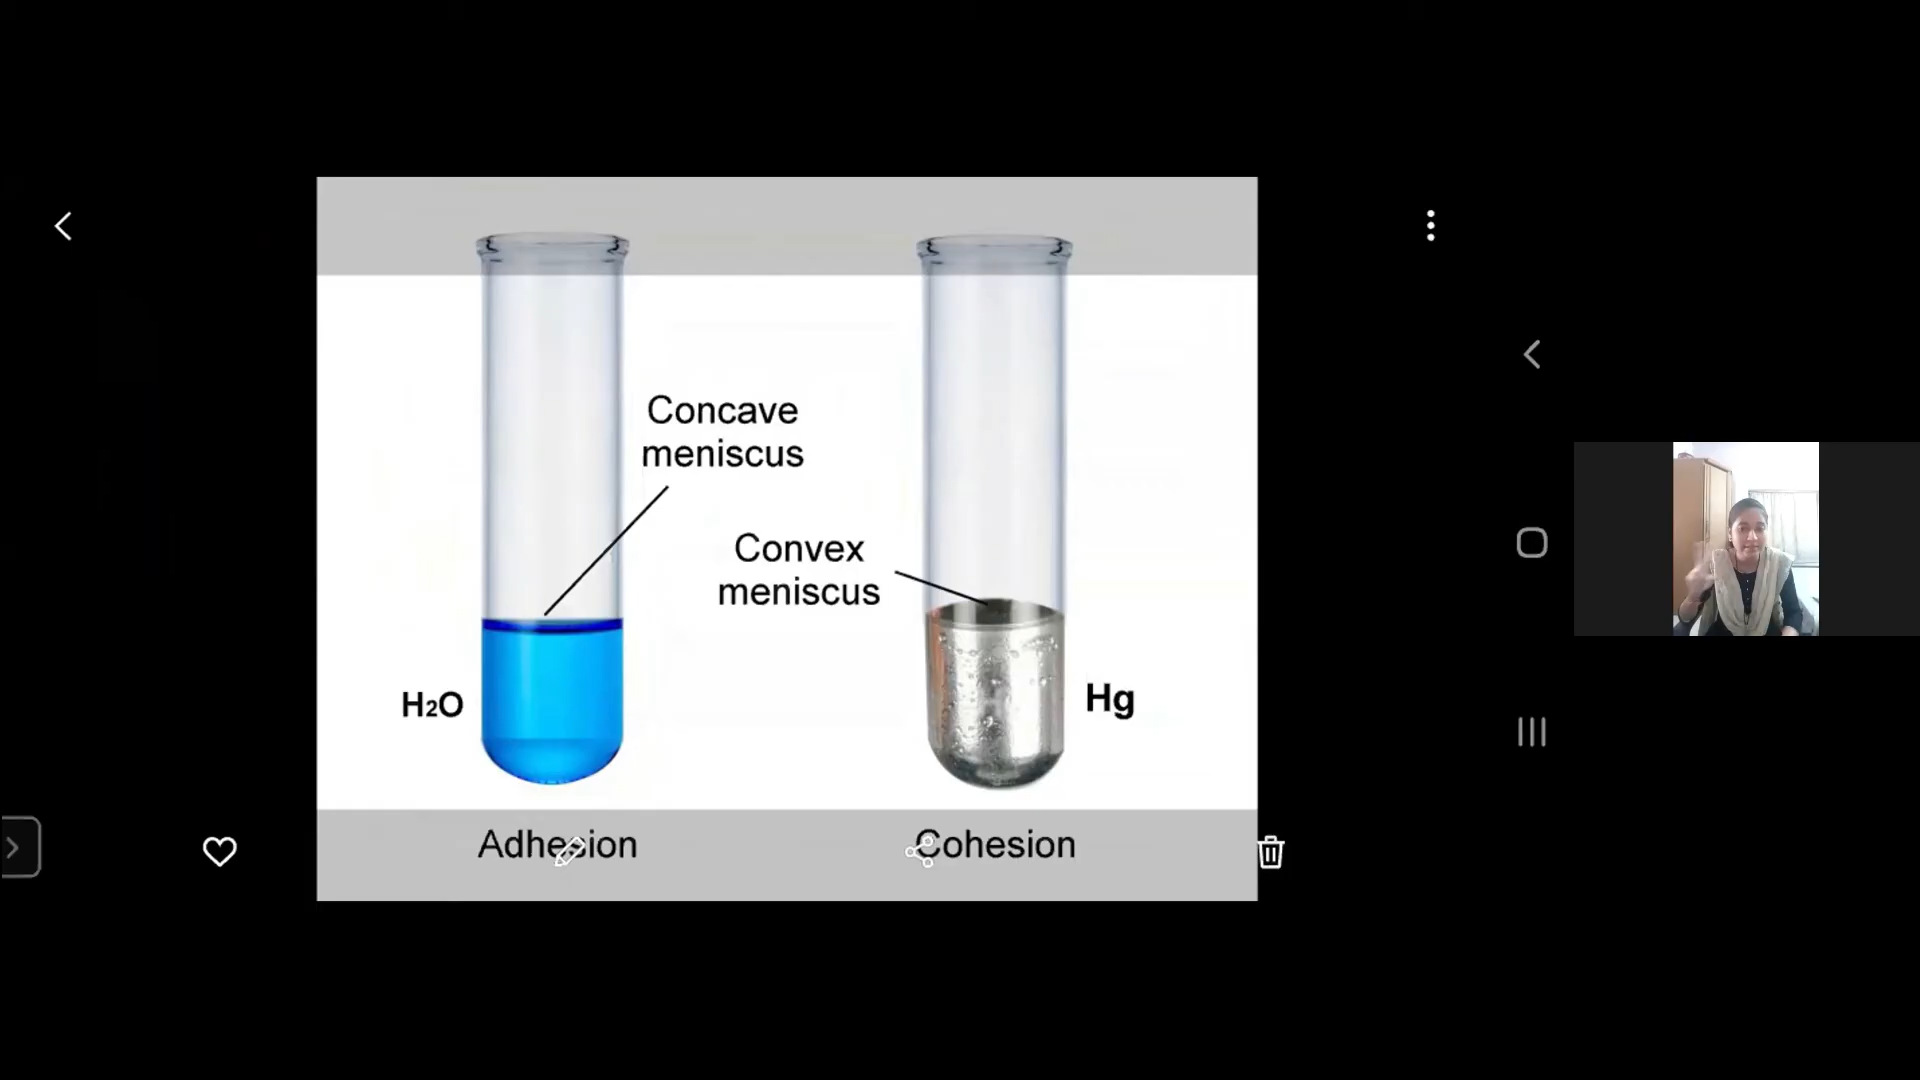 Concave
meniscus
Convex
meniscus
H₂O
Hg
Adhesion
Cohesion